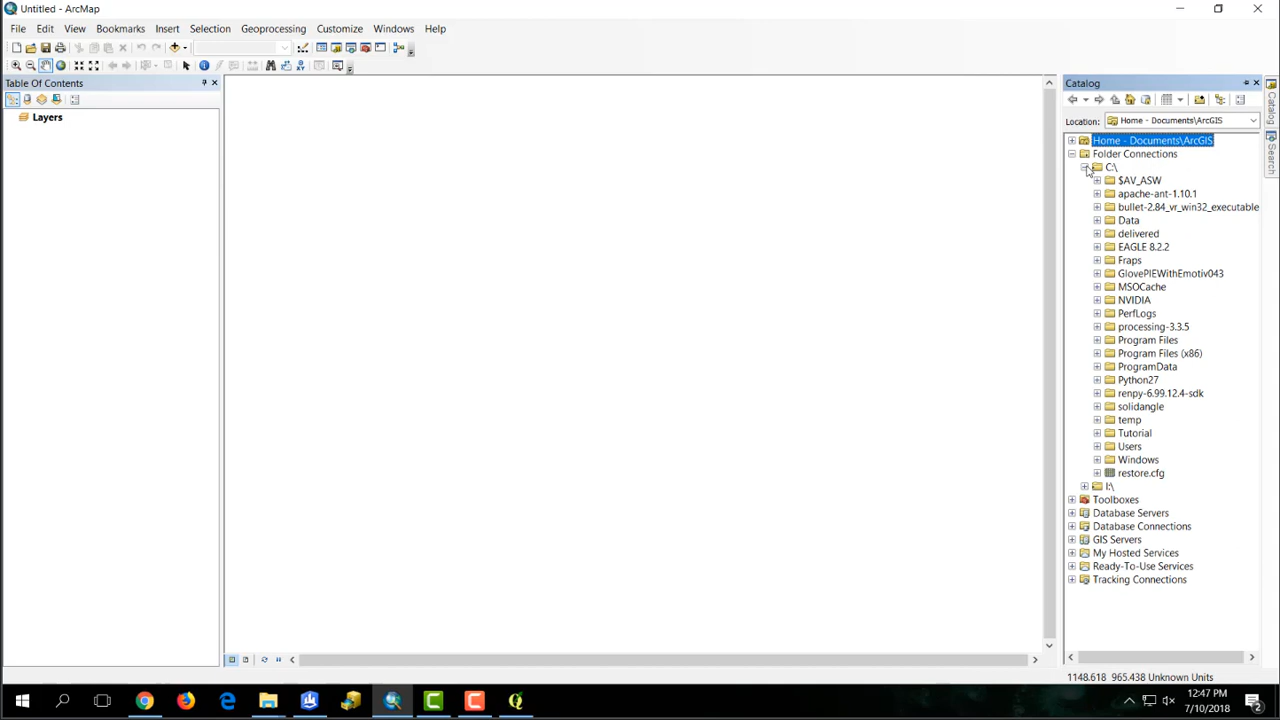 Untitled - ArcMap
File Edit View Bookmarks Insert Selection Geoprocessing Customize Windows Help
Table Of Contents
Layers
Catalog
Location: Home - Documents\ArcGIS
Home - Documents\ArcGIS
Folder Connections
C:\
$AV_ASW
apache-ant-1.10.1
bullet-2.84_vr_win32_executable
Data
delivered
EAGLE 8.2.2
Fraps
GlovePIEWithEmotiv043
MSOCache
NVIDIA
PerfLogs
processing-3.3.5
Program Files
Program Files (x86)
ProgramData
Python27
renpy-6.99.12.4-sdk
solidangle
temp
Tutorial
Users
Windows
restore.cfg
I:\
Toolboxes
Database Servers
Database Connections
GIS Servers
My Hosted Services
Ready-To-Use Services
Tracking Connections
Catalog
Search
1148.618 965.438 Unknown Units
12:47 PM
7/10/2018
2